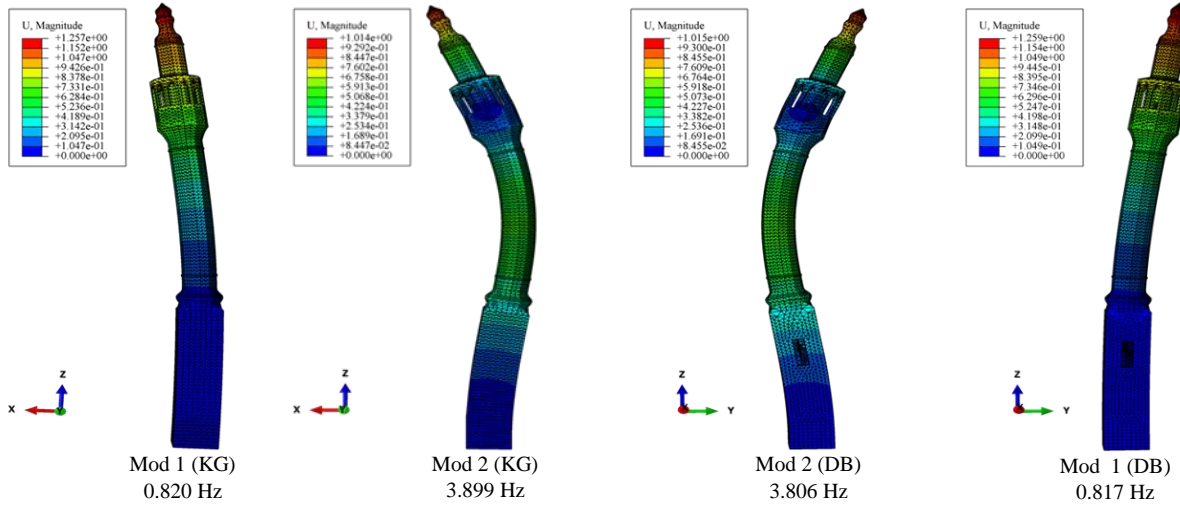 U, Magnitude
+1.257e+00
+1.152e+00
+1.047e+00
+9.426e-01
+8.378e-01
+7.331e-01
+6.284e-01
+5.236e-01
+4.189e-01
+3.142e-01
+2.095e-01
+1.047e-01
+0.000e+00
Z
X
Y
Mod 1 (KG)
0.820 Hz
U, Magnitude
+1.014e+00
+9.292e-01
+8.447e-01
+7.602e-01
+6.758e-01
+5.913e-01
+5.068e-01
+4.224e-01
+3.379e-01
+2.534e-01
+1.689e-01
+8.447e-02
+0.000e+00
Z
X
Y
Mod 2 (KG)
3.899 Hz
U, Magnitude
+1.015e+00
+9.300e-01
+8.455e-01
+7.609e-01
+6.764e-01
+5.918e-01
+5.073e-01
+4.227e-01
+3.382e-01
+2.536e-01
+1.691e-01
+8.455e-02
+0.000e+00
Z
Y
Mod 2 (DB)
3.806 Hz
U, Magnitude
+1.259e+00
+1.154e+00
+1.049e+00
+9.445e-01
+8.395e-01
+7.346e-01
+6.296e-01
+5.247e-01
+4.198e-01
+3.148e-01
+2.099e-01
+1.049e-01
+0.000e+00
Z
Y
Mod 1 (DB)
0.817 Hz